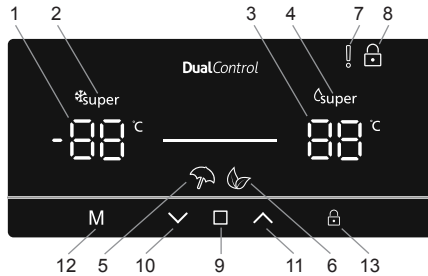 1 2 3 4 7 8
DualControl
super super
-88 °C 88 °C
M
12 5 10 9 11 6 13